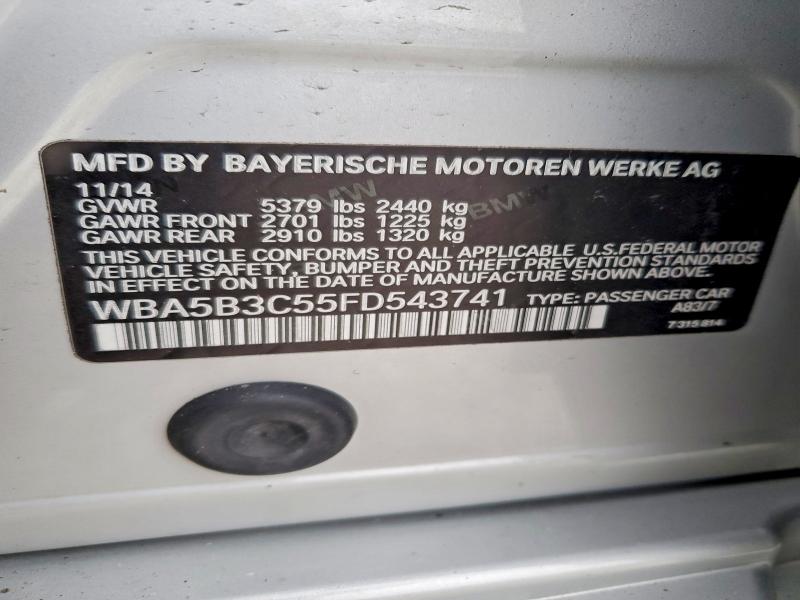 MFD BY BAYERISCHE MOTOREN WERKE AG
11/14
GVWR 5379 lbs 2440 kg
GAWR FRONT 2701 lbs 1225 kg
GAWR REAR 2910 lbs 1320 kg
THIS VEHICLE CONFORMS TO ALL APPLICABLE U.S.FEDERAL MOTOR
VEHICLE SAFETY, BUMPER AND THEFT PREVENTION STANDARDS
IN EFFECT ON THE DATE OF MANUFACTURE SHOWN ABOVE.
WBA5B3C55FD543741 TYPE: PASSENGER CAR
A83/7
7 315 814
BMW
BMW